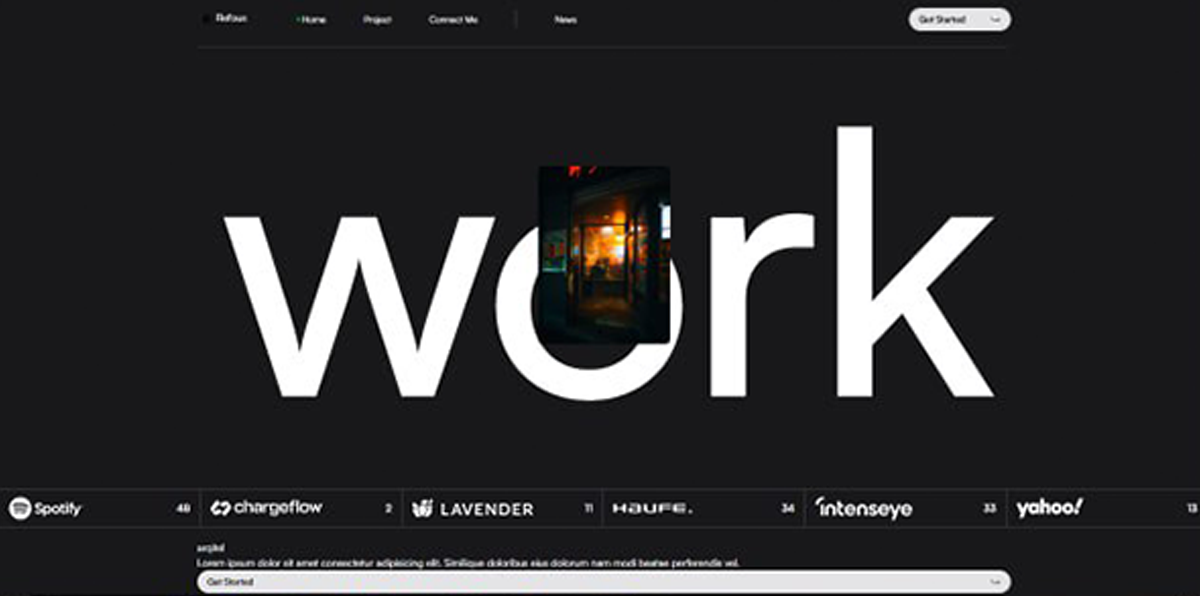 Refous Home Project Connect Me News Get Started
work
Spotify 48 chargeflow 2 LAVENDER 11 HAUFE. 34 intenseye 33 yahoo! 13
Lorem ipsum dolor sit amet consectetur adipisicing elit. Similique doloribus eius dolorum nam modi beatae perferendis vel.
Get Started